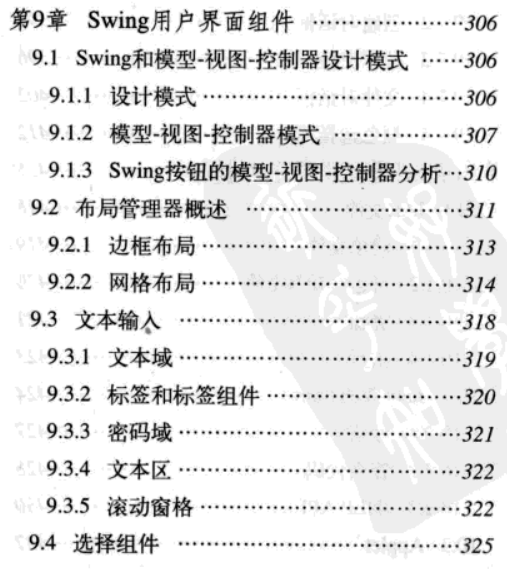 第9章 Swing用户界面组件 …………………306
9.1 Swing和模型-视图-控制器设计模式 ……306
9.1.1 设计模式…………………………306
9.1.2 模型-视图-控制器模式……………307
9.1.3 Swing按钮的模型-视图-控制器分析…310
9.2 布局管理器概述 ………………………311
9.2.1 边框布局…………………………313
9.2.2 网格布局…………………………314
9.3 文本输入 ……………………………318
9.3.1 文本域……………………………319
9.3.2 标签和标签组件……………………320
9.3.3 密码域……………………………321
9.3.4 文本区……………………………322
9.3.5 滚动窗格…………………………322
9.4 选择组件 ……………………………325